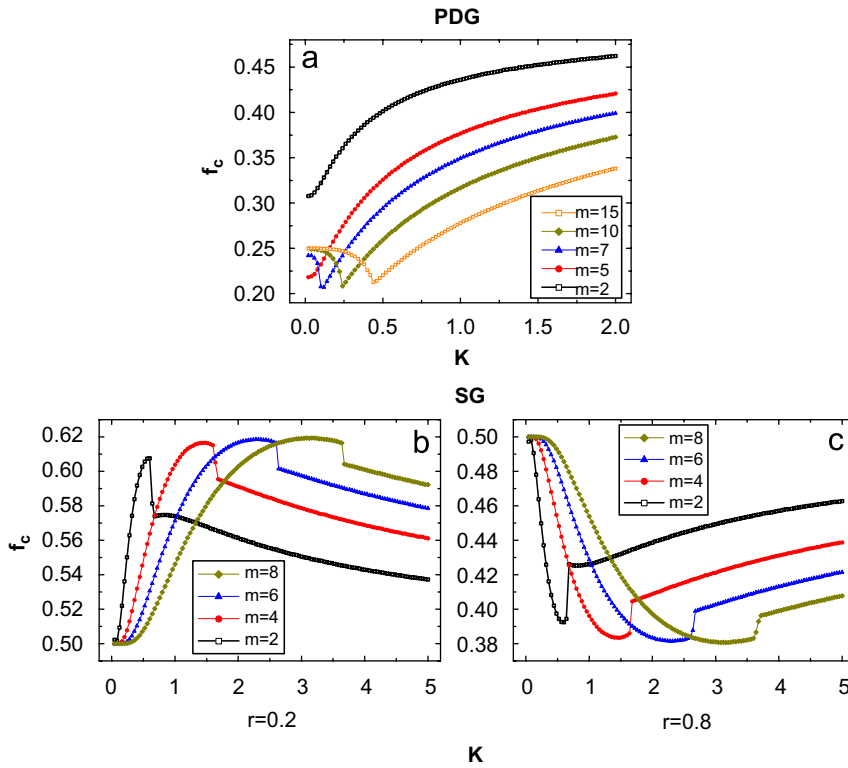 PDG
a
0.45
0.40
0.35
0.30
0.25
0.20
f_c
m=15
m=10
m=7
m=5
m=2
0.0 0.5 1.0 1.5 2.0
K
SG
b
0.62
0.60
0.58
0.56
0.54
0.52
0.50
f_c
m=8
m=6
m=4
m=2
0 1 2 3 4 5
r=0.2
c
0.50
0.48
0.46
0.44
0.42
0.40
0.38
m=8
m=6
m=4
m=2
0 1 2 3 4 5
r=0.8
K